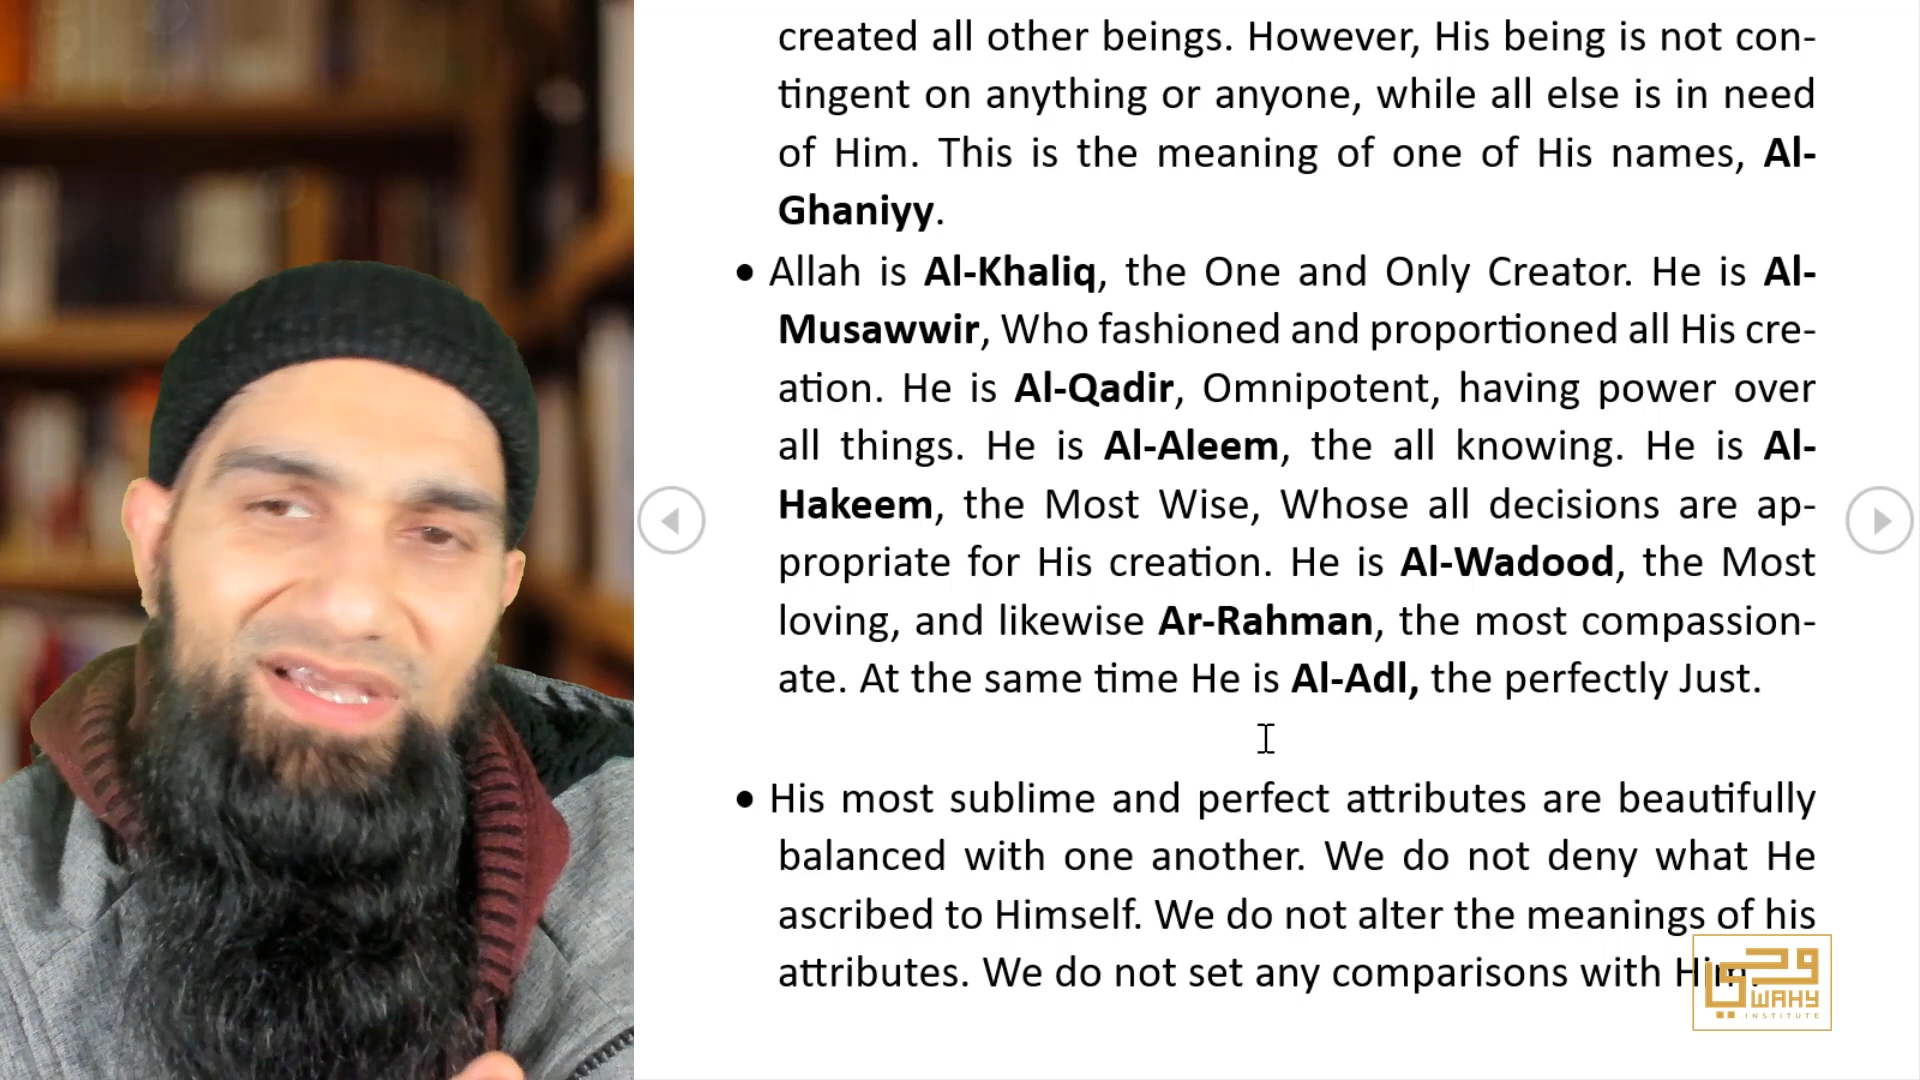 created all other beings. However, His being is not con-
tingent on anything or anyone, while all else is in need
of Him. This is the meaning of one of His names, Al-
Ghaniyy.
• Allah is Al-Khaliq, the One and Only Creator. He is Al-
Musawwir, Who fashioned and proportioned all His cre-
ation. He is Al-Qadir, Omnipotent, having power over
all things. He is Al-Aleem, the all knowing. He is Al-
Hakeem, the Most Wise, Whose all decisions are ap-
propriate for His creation. He is Al-Wadood, the Most
loving, and likewise Ar-Rahman, the most compassion-
ate. At the same time He is Al-Adl, the perfectly Just.
• His most sublime and perfect attributes are beautifully
balanced with one another. We do not deny what He
ascribed to Himself. We do not alter the meanings of his
attributes. We do not set any comparisons with Him.
وحي
WAHY
INSTITUTE